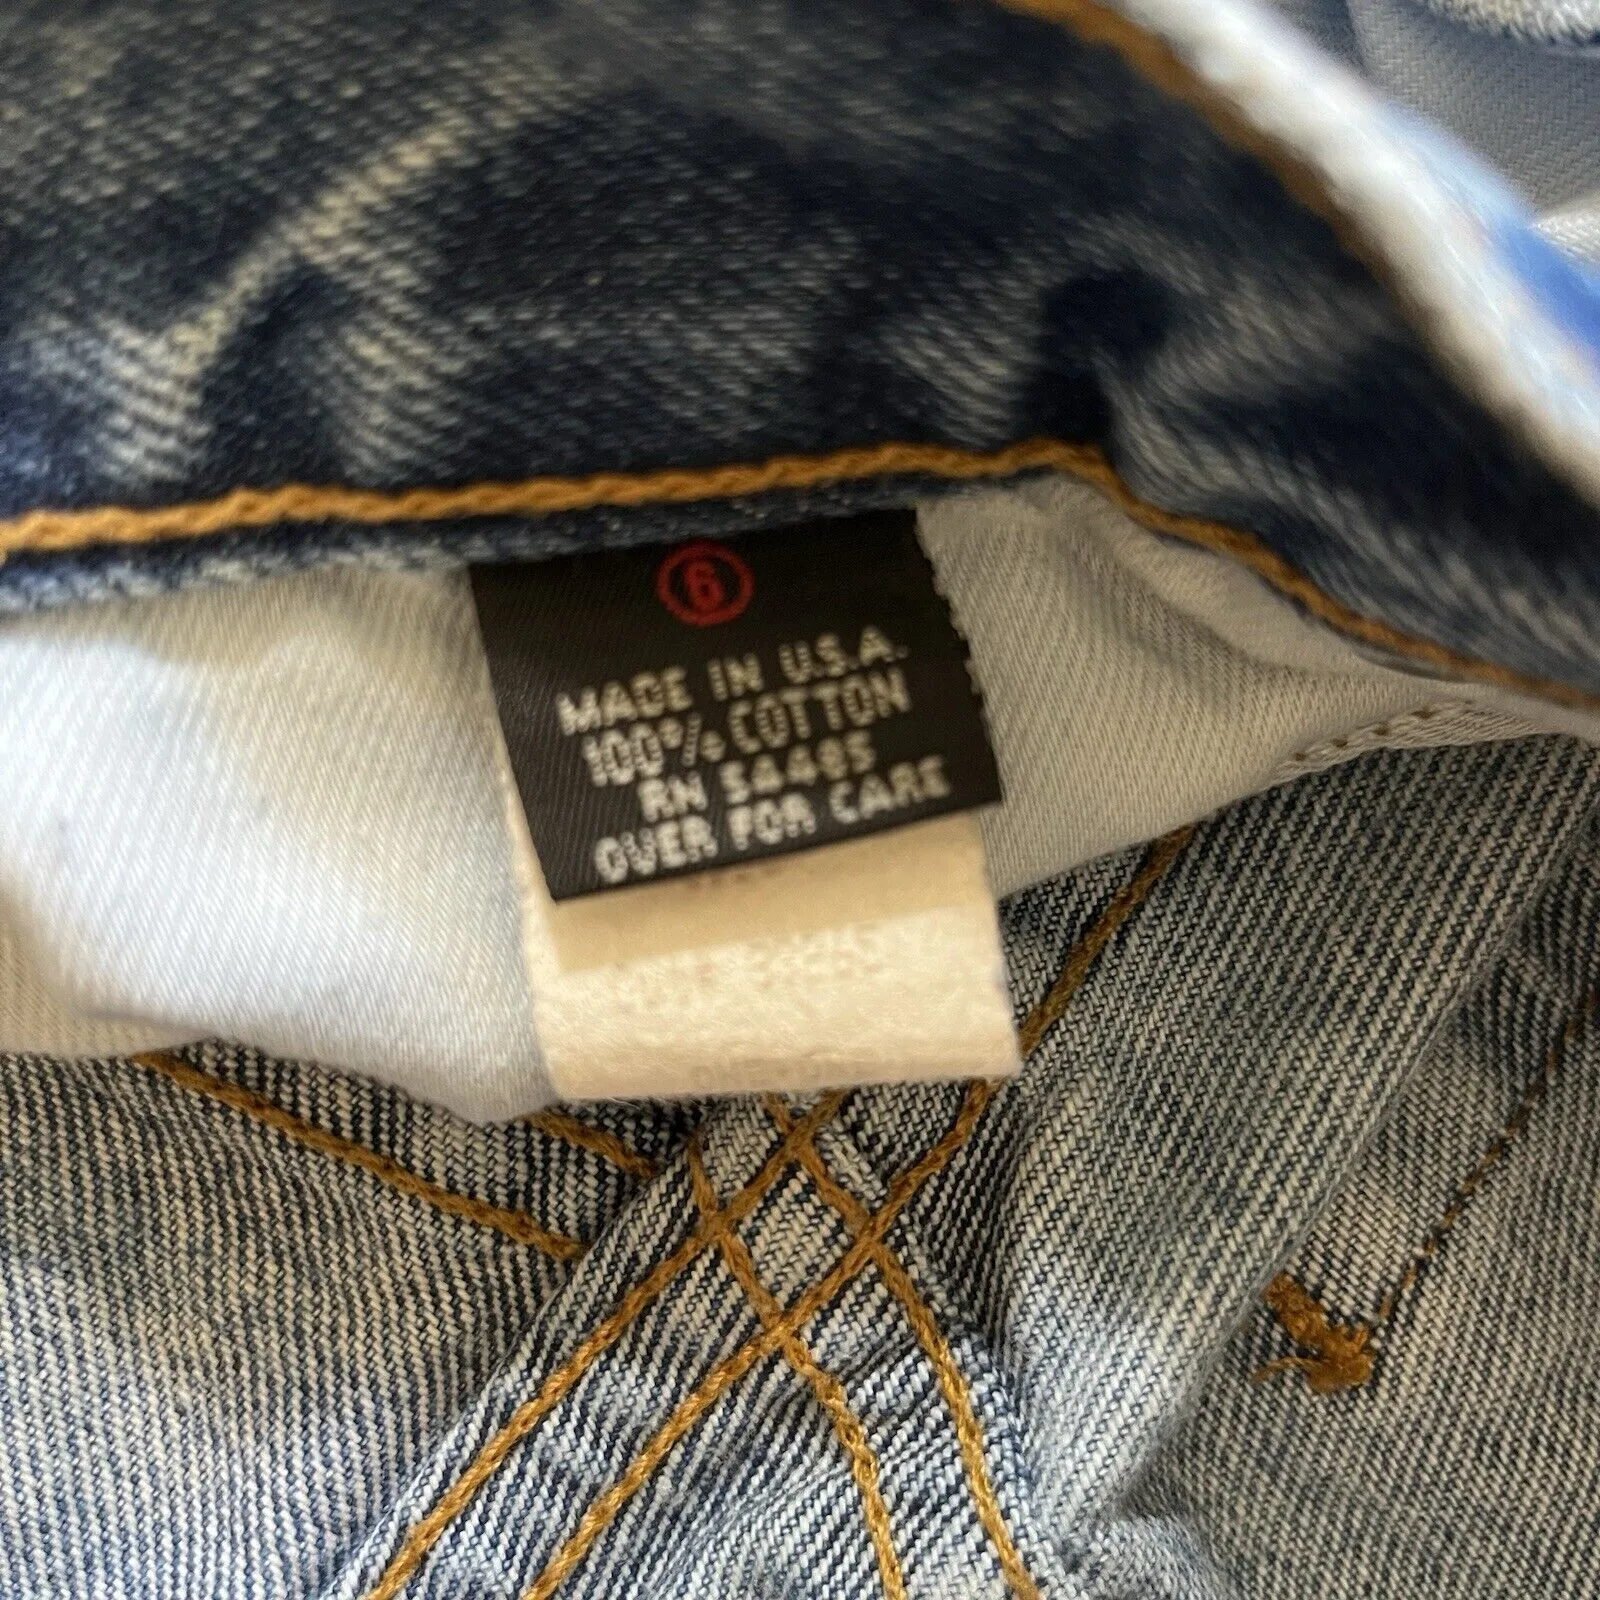 6
MADE IN U.S.A.
100% COTTON
RN 54485
OVER FOR CARE